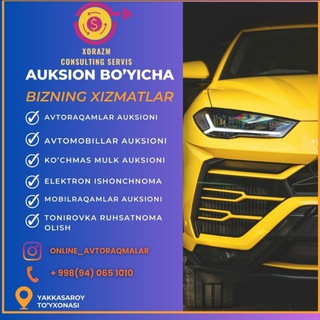 XORAZM
CONSULTING SERVIS
AUKSION BO’YICHA
BIZNING XIZMATLAR
AVTORAQAMLAR AUKSIONI
AVTOMOBILLAR AUKSIONI
KO’CHMAS MULK AUKSIONI
ELEKTRON ISHONCHNOMA
MOBILRAQAMLAR AUKSIONI
TONIROVKA RUHSATNOMA
OLISH
ONLINE_AVTORAQMALAR
+ 998(94) 065 1010
YAKKASAROY
TO’YXONASI